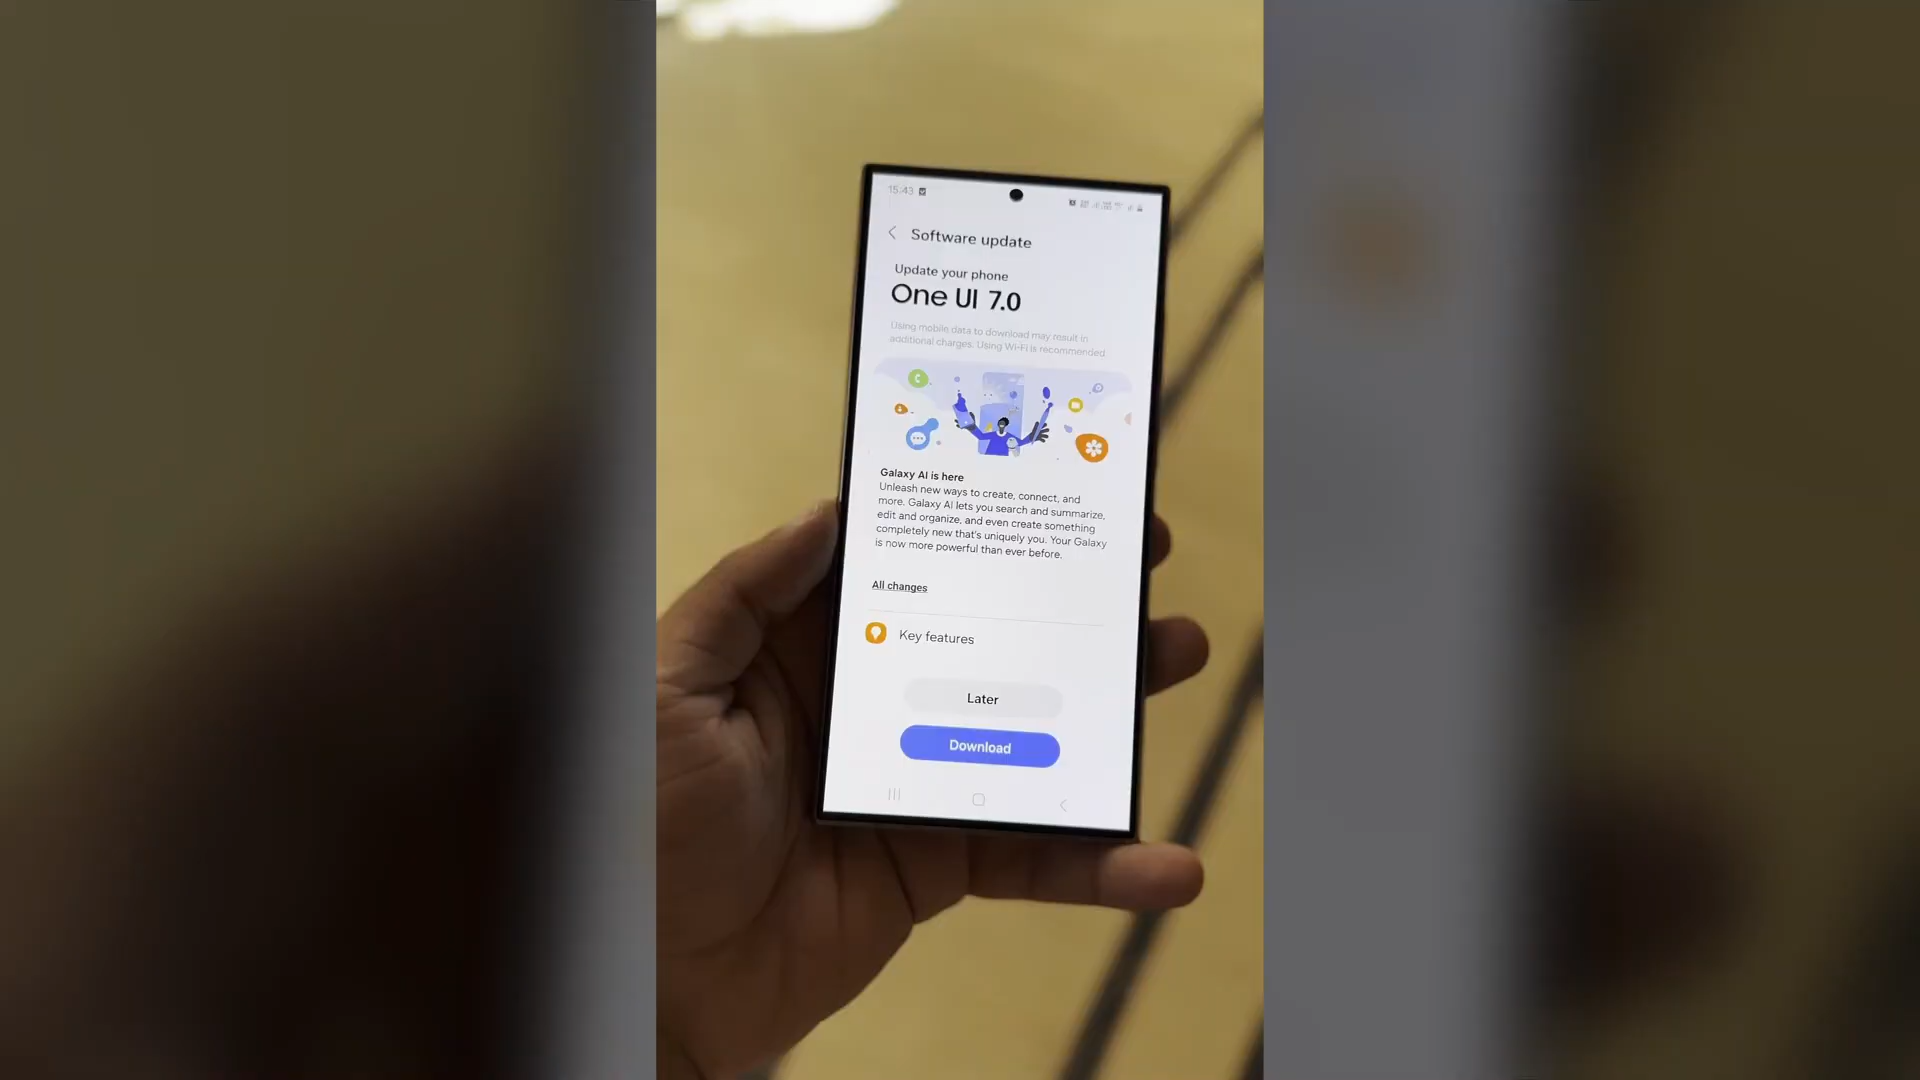 15:43
Software update
Update your phone
One UI 7.0
Using mobile data to download may result in
additional charges. Using Wi-Fi is recommended
Galaxy AI is here
Unleash new ways to create, connect, and
more. Galaxy AI lets you search and summarize,
edit and organize, and even create something
completely new that's uniquely you. Your Galaxy
is now more powerful than ever before.
All changes
Key features
Later
Download